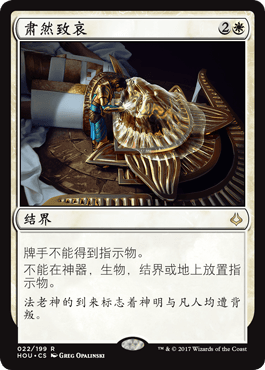 肃然致哀 2
结界
牌手不能得到指示物。
不能在神器,生物,结界或地上放置指
示物。
法老神的到来标志着神明与凡人均遭背
叛。
022/199 R
HOU • CS GREG OPALINSKI
™ & © 2017 Wizards of the Coast